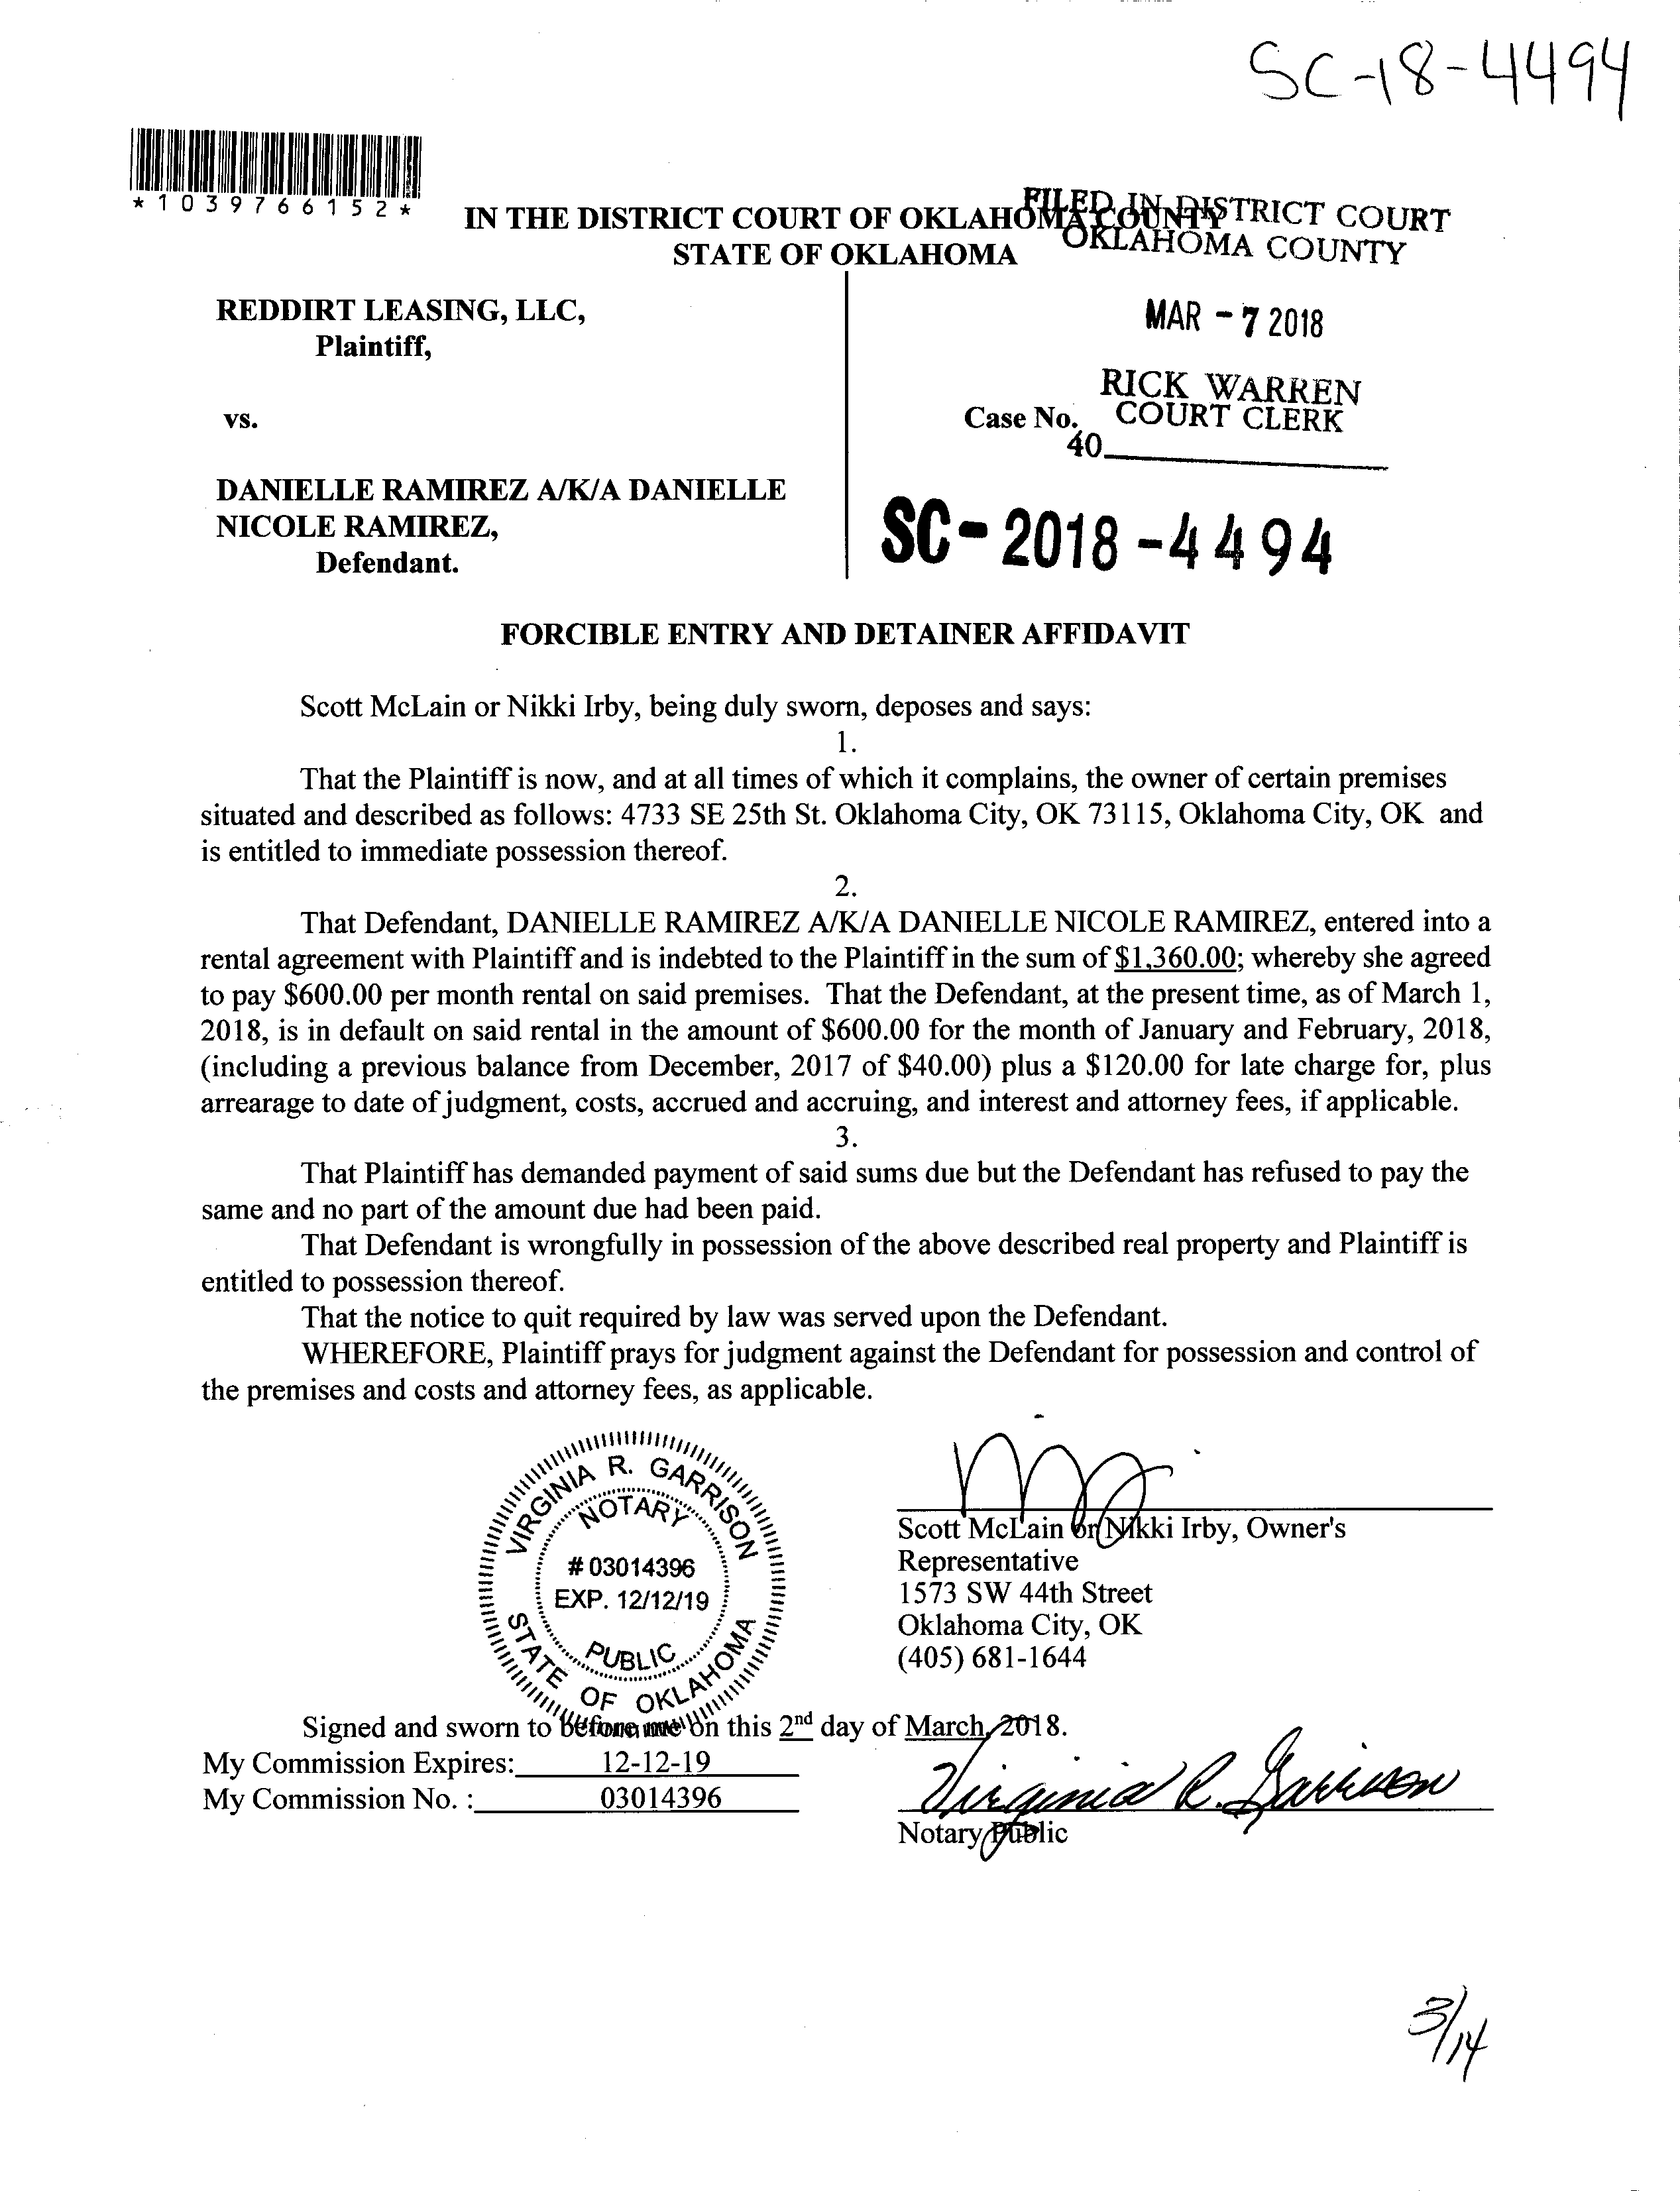 SC-18-4494
*1039766152*
IN THE DISTRICT COURT OF OKLAHOMA COUNTY
STATE OF OKLAHOMA
FILED IN DISTRICT COURT
OKLAHOMA COUNTY
REDDIRT LEASING, LLC,
Plaintiff,
MAR - 7 2018
RICK WARREN
COURT CLERK
vs.
Case No.
40
DANIELLE RAMIREZ A/K/A DANIELLE
NICOLE RAMIREZ,
Defendant.
SC - 2018 - 4494
FORCIBLE ENTRY AND DETAINER AFFIDAVIT
Scott McLain or Nikki Irby, being duly sworn, deposes and says:
1.
That the Plaintiff is now, and at all times of which it complains, the owner of certain premises
situated and described as follows: 4733 SE 25th St. Oklahoma City, OK 73115, Oklahoma City, OK and
is entitled to immediate possession thereof.
2.
That Defendant, DANIELLE RAMIREZ A/K/A DANIELLE NICOLE RAMIREZ, entered into a
rental agreement with Plaintiff and is indebted to the Plaintiff in the sum of $1,360.00; whereby she agreed
to pay $600.00 per month rental on said premises. That the Defendant, at the present time, as of March 1,
2018, is in default on said rental in the amount of $600.00 for the month of January and February, 2018,
(including a previous balance from December, 2017 of $40.00) plus a $120.00 for late charge for, plus
arrearage to date of judgment, costs, accrued and accruing, and interest and attorney fees, if applicable.
3.
That Plaintiff has demanded payment of said sums due but the Defendant has refused to pay the
same and no part of the amount due had been paid.
That Defendant is wrongfully in possession of the above described real property and Plaintiff is
entitled to possession thereof.
That the notice to quit required by law was served upon the Defendant.
WHEREFORE, Plaintiff prays for judgment against the Defendant for possession and control of
the premises and costs and attorney fees, as applicable.
VIRGINIA R. GARRISON
NOTARY
# 03014396
EXP. 12/12/19
PUBLIC
STATE OF OKLAHOMA
Scott McLain or Nikki Irby, Owner's
Representative
1573 SW 44th Street
Oklahoma City, OK
(405) 681-1644
Signed and sworn to before me on this 2nd day of March, 2018.
My Commission Expires: 12-12-19
My Commission No. : 03014396
Virginia R. Garrison
Notary Public
3/14